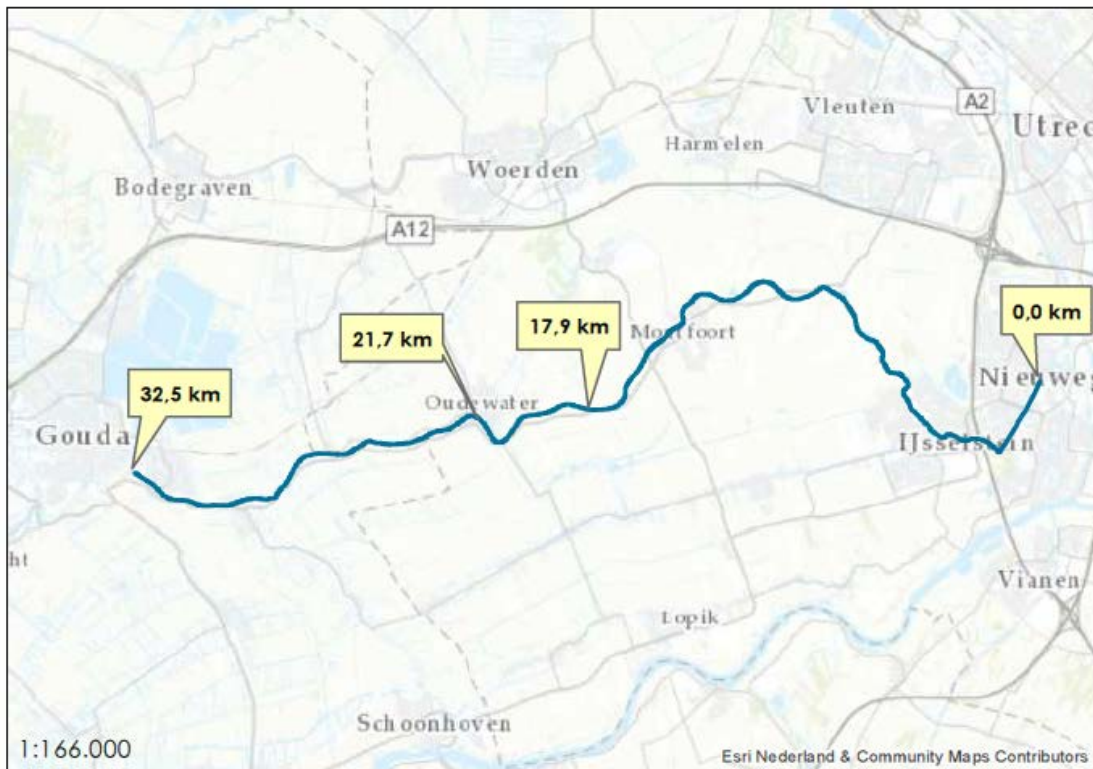 Vleuten
A2
Utrec
Harmelen
Woerden
Bodegraven
A12
0,0 km
17,9 km
21,7 km
Montfoort
32,5 km
Nieuweg
Oudewater
Gouda
IJsselstein
ht
Vianen
Lopik
Schoonhoven
1:166.000
Esri Nederland & Community Maps Contributors